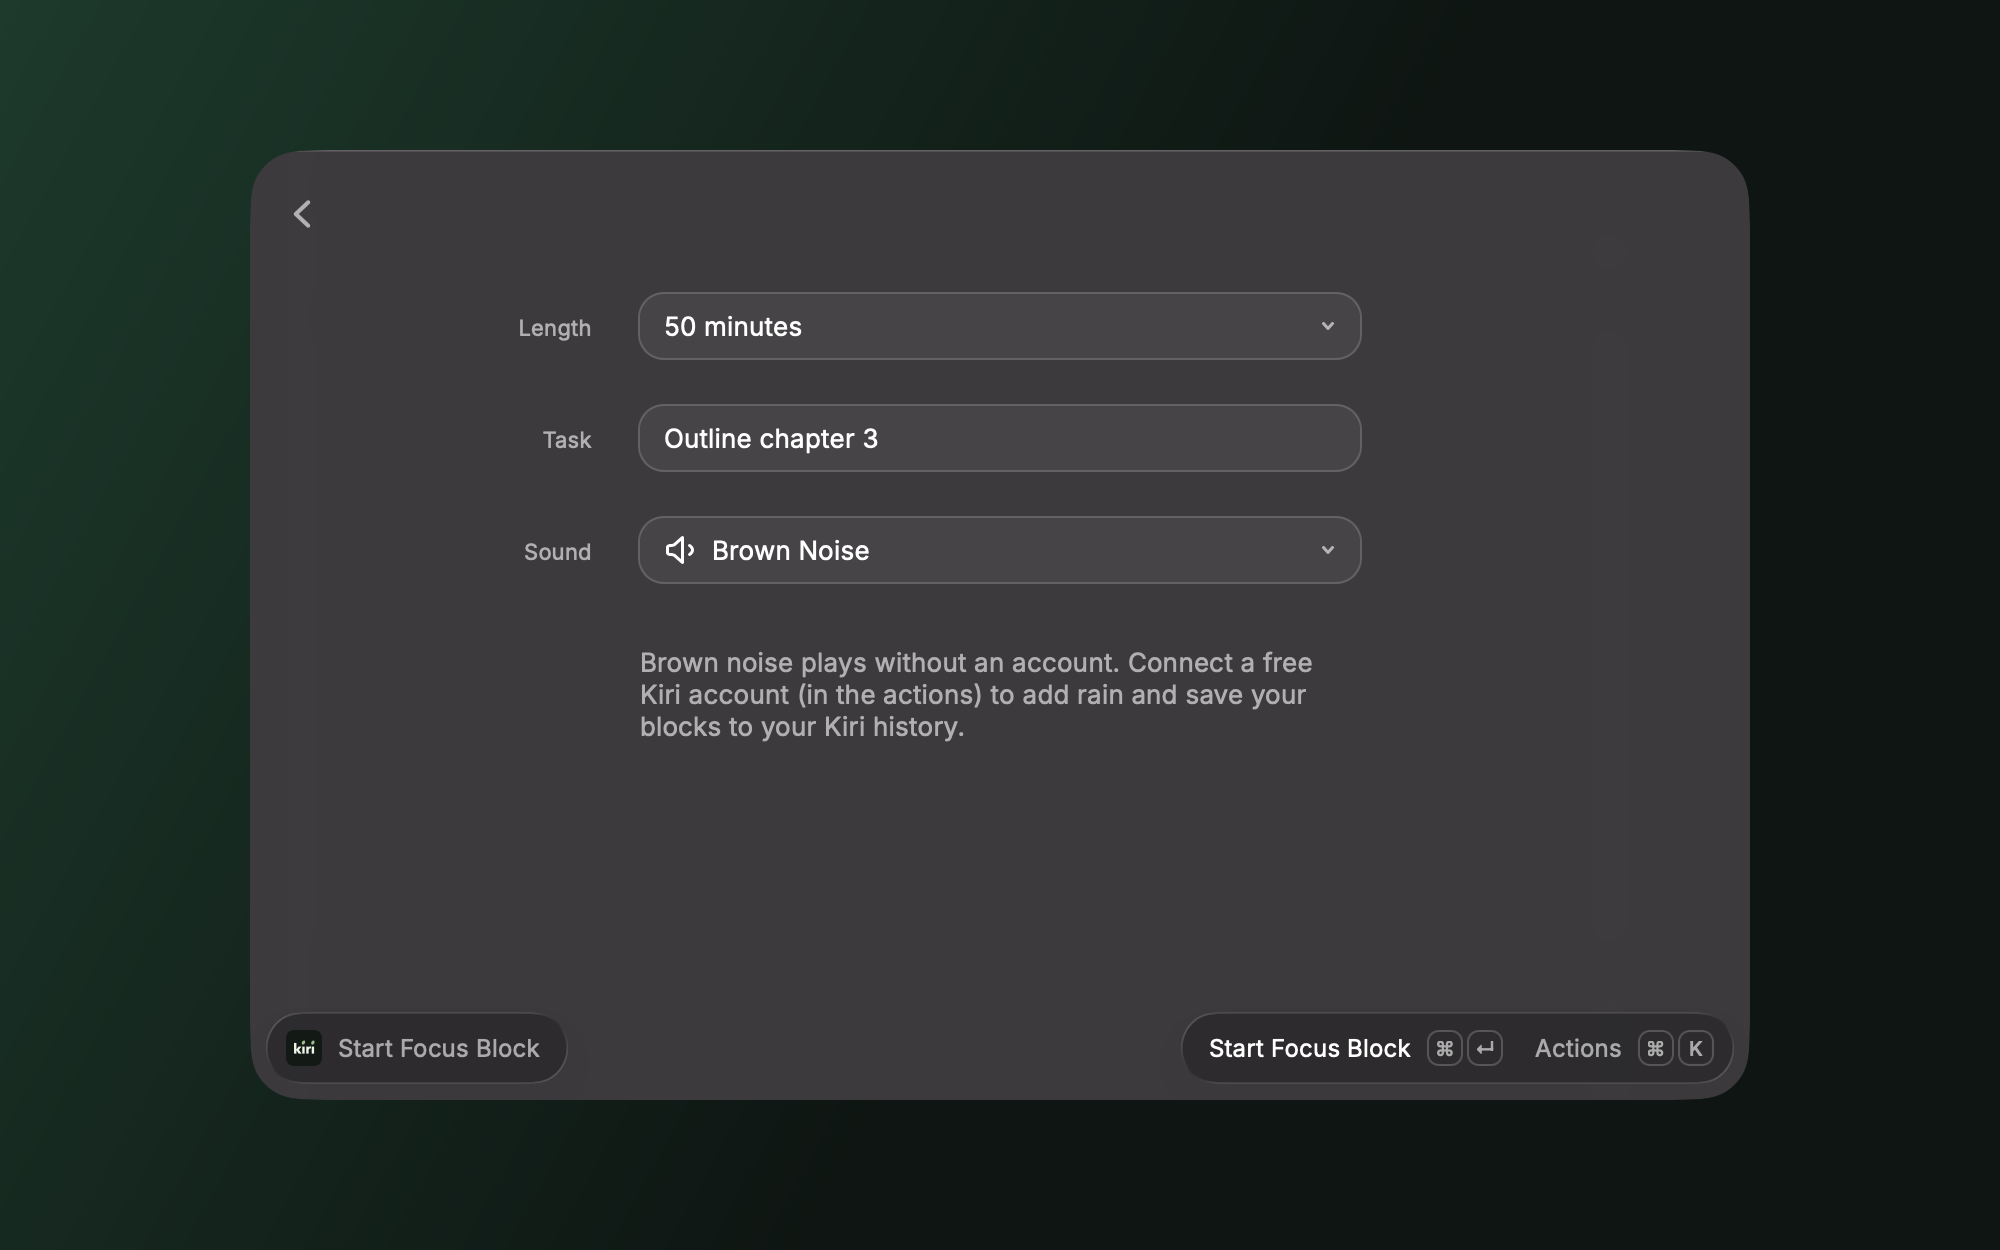 Length
50 minutes
Task
Outline chapter 3
Sound
Brown Noise
Brown noise plays without an account. Connect a free
Kiri account (in the actions) to add rain and save your
blocks to your Kiri history.
kiri Start Focus Block
Start Focus Block ⌘ ↵ Actions ⌘ K